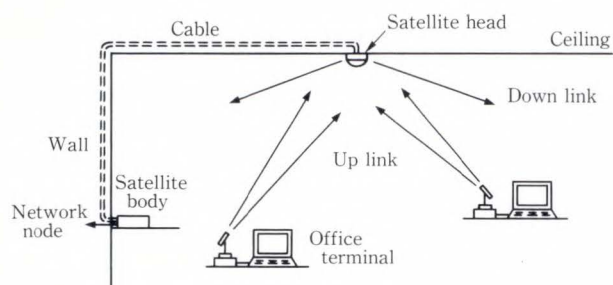 Cable
Satellite head
Ceiling
Down link
Wall
Up link
Satellite
body
Network
node
Office
terminal